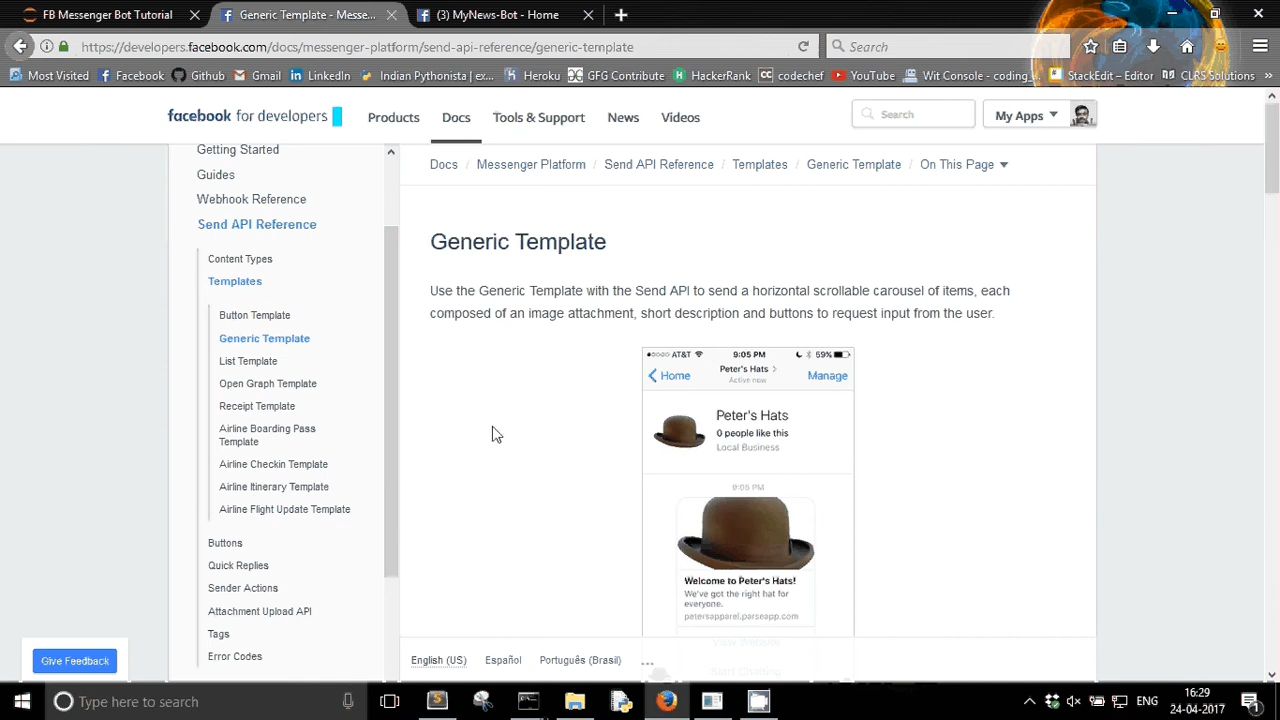 FB Messenger Bot Tutorial
Generic Template - Messe...
(3) MyNews-Bot - Home
https://developers.facebook.com/docs/messenger-platform/send-api-reference/generic-template
Search
Most Visited
Facebook
Github
Gmail
LinkedIn
Indian Pythonista | ex...
Heroku
GFG Contribute
HackerRank
codechef
YouTube
Wit Console - coding_...
StackEdit – Editor
CLRS Solutions
facebook for developers
Products
Docs
Tools & Support
News
Videos
Search
My Apps
Getting Started
Guides
Webhook Reference
Send API Reference
Content Types
Templates
Button Template
Generic Template
List Template
Open Graph Template
Receipt Template
Airline Boarding Pass
Template
Airline Checkin Template
Airline Itinerary Template
Airline Flight Update Template
Buttons
Quick Replies
Sender Actions
Attachment Upload API
Tags
Error Codes
Docs / Messenger Platform / Send API Reference / Templates / Generic Template / On This Page
Generic Template
Use the Generic Template with the Send API to send a horizontal scrollable carousel of items, each
composed of an image attachment, short description and buttons to request input from the user.
AT&T 9:05 PM 59%
Home
Peter's Hats
Active now
Manage
Peter's Hats
0 people like this
Local Business
9:05 PM
Welcome to Peter's Hats!
We've got the right hat for
everyone.
petersapparel.parseapp.com
View Website
Start Chatting
Give Feedback
English (US)
Español
Português (Brasil)
...
Type here to search
ENG
16:29
24-04-2017
1